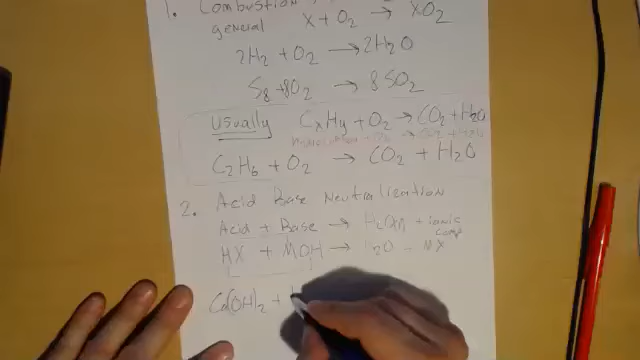 1. Combustion
general X + O₂ → XO₂
2H₂ + O₂ → 2H₂O
S₈ + 8O₂ → 8SO₂
Usually CₓHy + O₂ → CO₂ + H₂O
C₂H₆ + O₂ → CO₂ + H₂O
2. Acid Base Neutralization
Acid + Base → + ionic comp
HX + MOH → H₂O MX
Ca(OH)₂ +